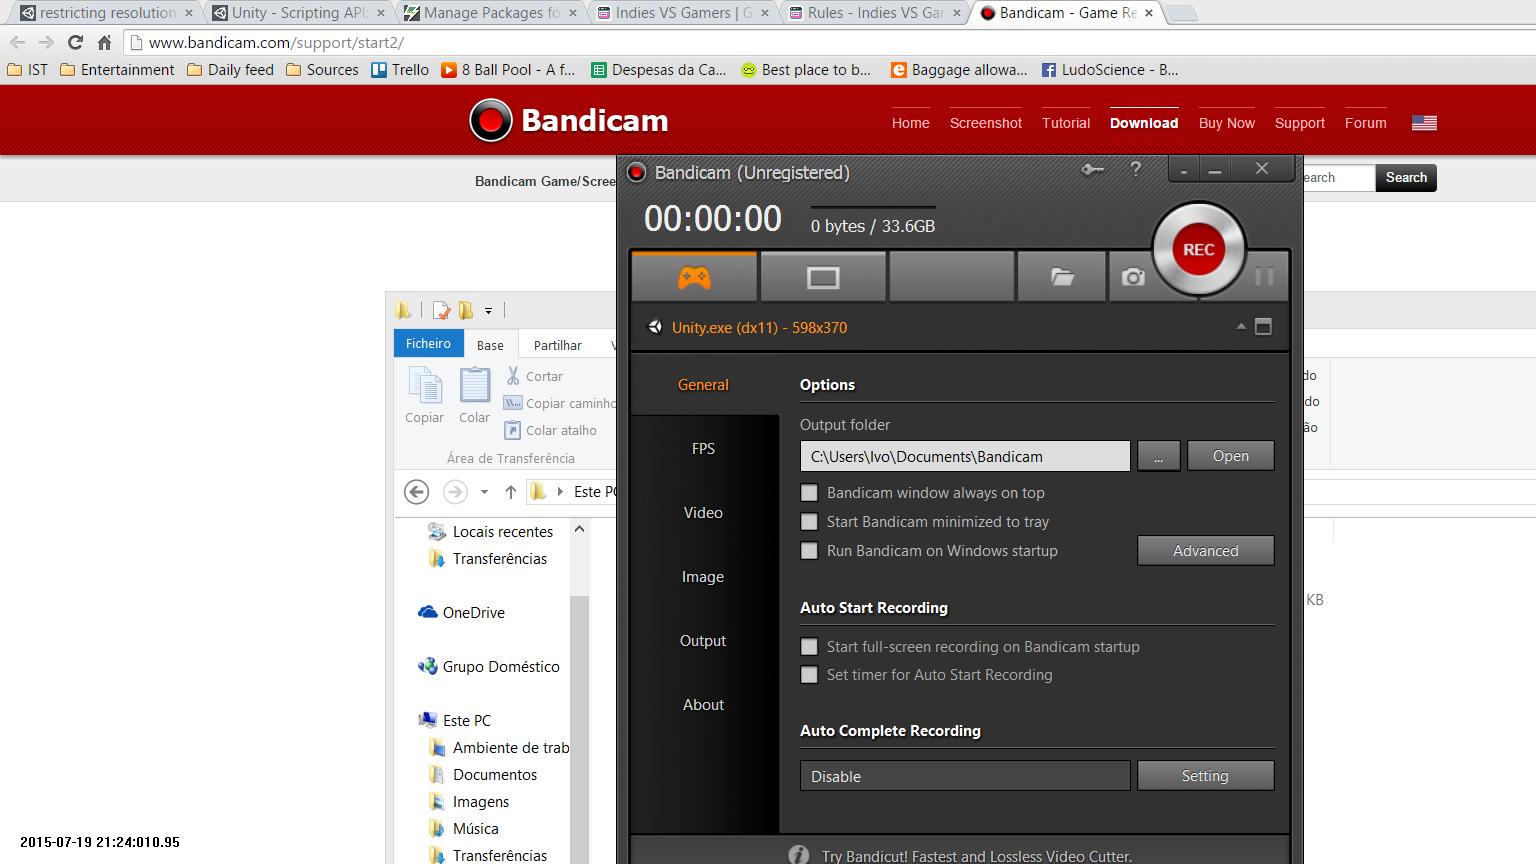 restricting resolution
Unity - Scripting API:
Manage Packages fo
Indies VS Gamers | G
Rules - Indies VS Gar
Bandicam - Game Re
www.bandicam.com/support/start2/
IST
Entertainment
Daily feed
Sources
Trello
8 Ball Pool - A f...
Despesas da Ca...
Best place to b...
Baggage allowa...
LudoScience - B...
Bandicam
Home
Screenshot
Tutorial
Download
Buy Now
Support
Forum
Bandicam Game/Scree
earch
Search
Bandicam (Unregistered)
?
00:00:00
0 bytes / 33.6GB
REC
Unity.exe (dx11) - 598x370
General
FPS
Video
Image
Output
About
Options
Output folder
C:\Users\Ivo\Documents\Bandicam
...
Open
Bandicam window always on top
Start Bandicam minimized to tray
Run Bandicam on Windows startup
Advanced
Auto Start Recording
Start full-screen recording on Bandicam startup
Set timer for Auto Start Recording
Auto Complete Recording
Disable
Setting
Try Bandicut! Fastest and Lossless Video Cutter.
Ficheiro
Base
Partilhar
V
Copiar
Colar
Cortar
Copiar caminho
Colar atalho
Área de Transferência
do
do
ão
Este PC
Locais recentes
Transferências
OneDrive
Grupo Doméstico
Este PC
Ambiente de trab
Documentos
Imagens
Música
Transferências
KB
2015-07-19 21:24:010.95